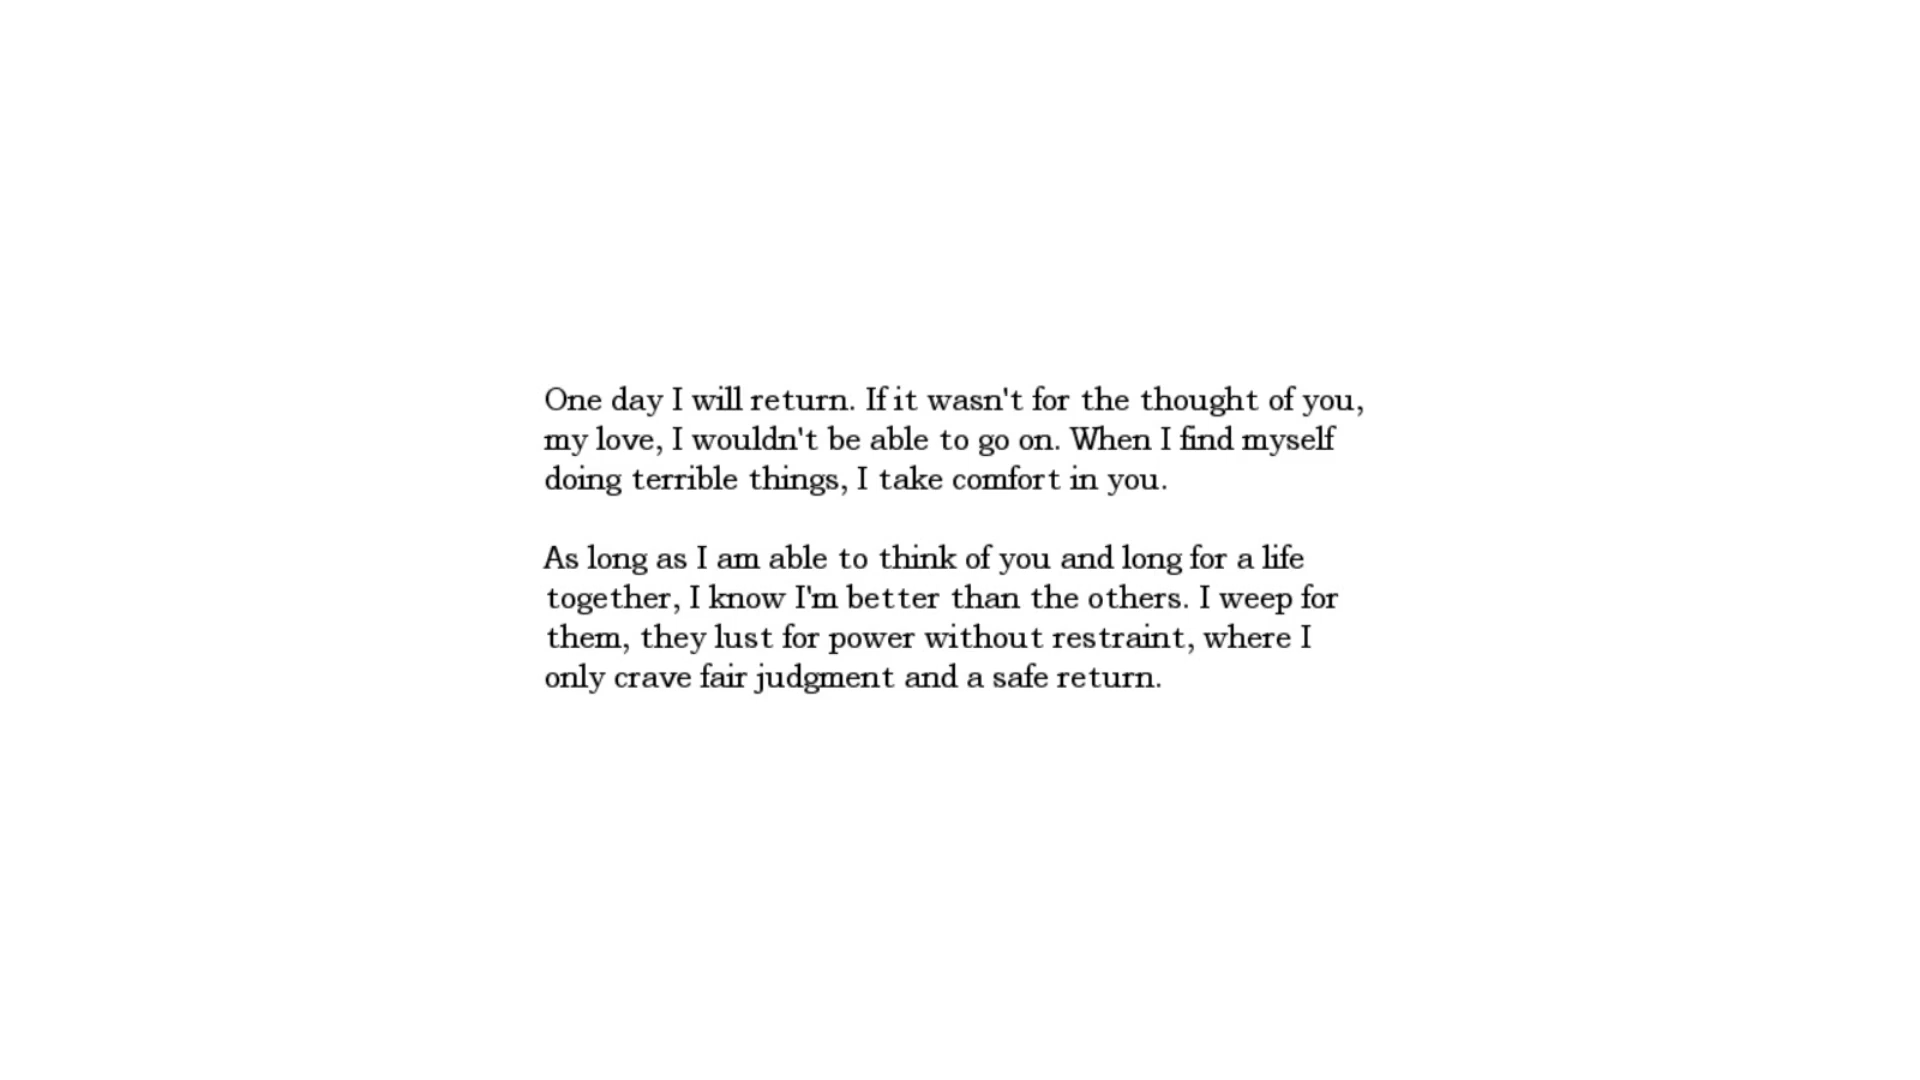 One day I will return. If it wasn't for the thought of you,
my love, I wouldn't be able to go on. When I find myself
doing terrible things, I take comfort in you.
As long as I am able to think of you and long for a life
together, I know I'm better than the others. I weep for
them, they lust for power without restraint, where I
only crave fair judgment and a safe return.